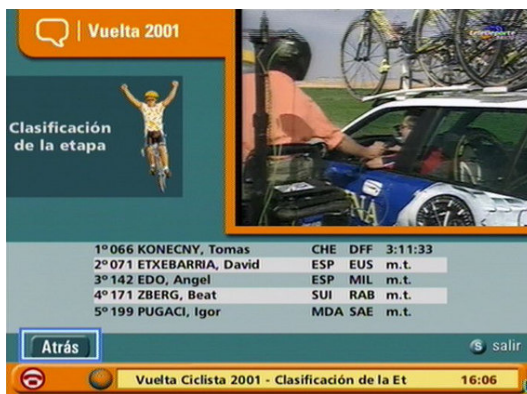 Vuelta 2001
teledeporte
Clasificación
de la etapa
1º 066 KONECNY, Tomas CHE DFF 3:11:33
2º 071 ETXEBARRIA, David ESP EUS m.t.
3º 142 EDO, Angel ESP MIL m.t.
4º 171 ZBERG, Beat SUI RAB m.t.
5º 199 PUGACI, Igor MDA SAE m.t.
Atrás
S salir
Vuelta Ciclista 2001 - Clasificación de la Et 16:06